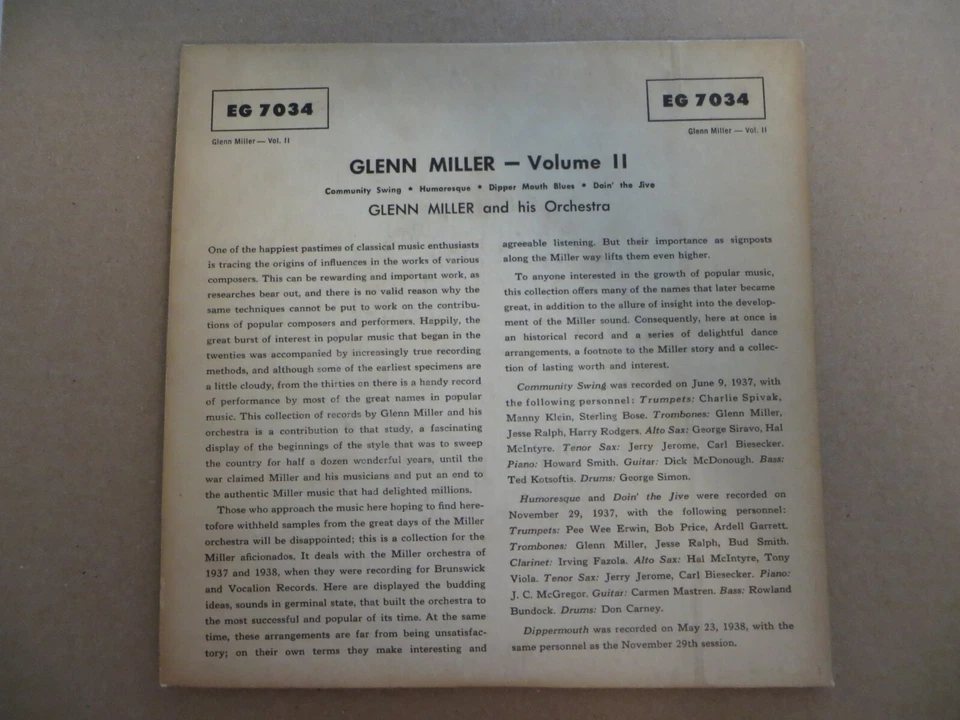 EG 7034
Glenn Miller — Vol. II
EG 7034
Glenn Miller — Vol. II
GLENN MILLER — Volume II
Community Swing • Humoresque • Dipper Mouth Blues • Doin' the Jive
GLENN MILLER and his Orchestra
One of the happiest pastimes of classical music enthusiasts
is tracing the origins of influences in the works of various
composers. This can be rewarding and important work, as
researches bear out, and there is no valid reason why the
same techniques cannot be put to work on the contribu-
tions of popular composers and performers. Happily, the
great burst of interest in popular music that began in the
twenties was accompanied by increasingly true recording
methods, and although some of the earliest specimens are
a little cloudy, from the thirties on there is a handy record
of performance by most of the great names in popular
music. This collection of records by Glenn Miller and his
orchestra is a contribution to that study, a fascinating
display of the beginnings of the style that was to sweep
the country for half a dozen wonderful years, until the
war claimed Miller and his musicians and put an end to
the authentic Miller music that had delighted millions.
Those who approach the music here hoping to find here-
tofore withheld samples from the great days of the Miller
orchestra will be disappointed; this is a collection for the
Miller aficionados. It deals with the Miller orchestra of
1937 and 1938, when they were recording for Brunswick
and Vocalion Records. Here are displayed the budding
ideas, sounds in germinal state, that built the orchestra to
the most successful and popular of its time. At the same
time, these arrangements are far from being unsatisfac-
tory; on their own terms they make interesting and
agreeable listening. But their importance as signposts
along the Miller way lifts them even higher.
To anyone interested in the growth of popular music,
this collection offers many of the names that later became
great, in addition to the allure of insight into the develop-
ment of the Miller sound. Consequently, here at once is
an historical record and a series of delightful dance
arrangements, a footnote to the Miller story and a collec-
tion of lasting worth and interest.
Community Swing was recorded on June 9, 1937, with
the following personnel: Trumpets: Charlie Spivak,
Manny Klein, Sterling Bose. Trombones: Glenn Miller,
Jesse Ralph, Harry Rodgers. Alto Sax: George Siravo, Hal
McIntyre. Tenor Sax: Jerry Jerome, Carl Biesecker.
Piano: Howard Smith. Guitar: Dick McDonough. Bass:
Ted Kotsoftis. Drums: George Simon.
Humoresque and Doin' the Jive were recorded on
November 29, 1937, with the following personnel:
Trumpets: Pee Wee Erwin, Bob Price, Ardell Garrett.
Trombones: Glenn Miller, Jesse Ralph, Bud Smith.
Clarinet: Irving Fazola. Alto Sax: Hal McIntyre, Tony
Viola. Tenor Sax: Jerry Jerome, Carl Biesecker. Piano:
J. C. McGregor. Guitar: Carmen Mastren. Bass: Rowland
Bundock. Drums: Don Carney.
Dippermouth was recorded on May 23, 1938, with the
same personnel as the November 29th session.